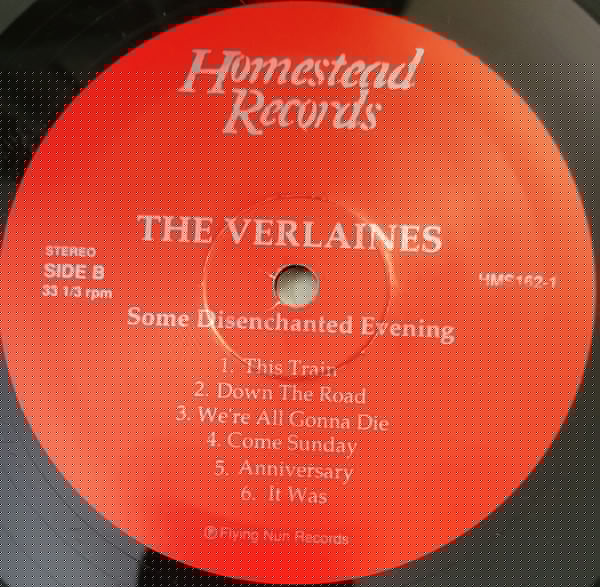 Homestead
Records
THE VERLAINES
STEREO
SIDE B
33 1/3 rpm
HMS162-1
Some Disenchanted Evening
1. This Train
2. Down The Road
3. We're All Gonna Die
4. Come Sunday
5. Anniversary
6. It Was
℗ Flying Nun Records